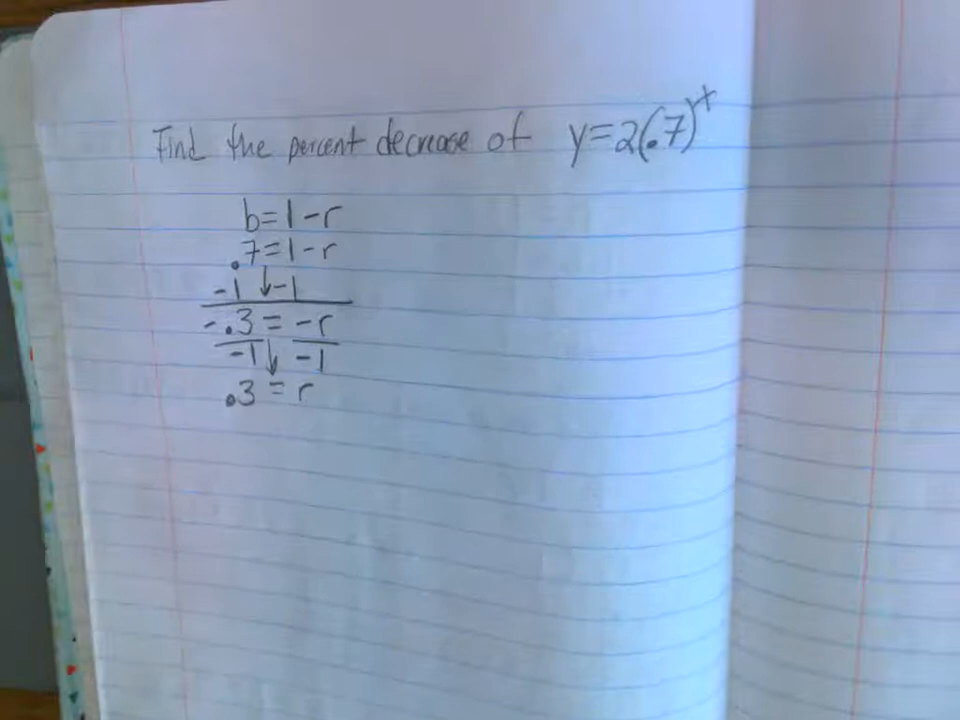 Find the percent decrease of y=2(.7)^t
b=1-r
.7=1-r
-1 ↓-1
-.3 = -r
-1↓ -1
.3 = r